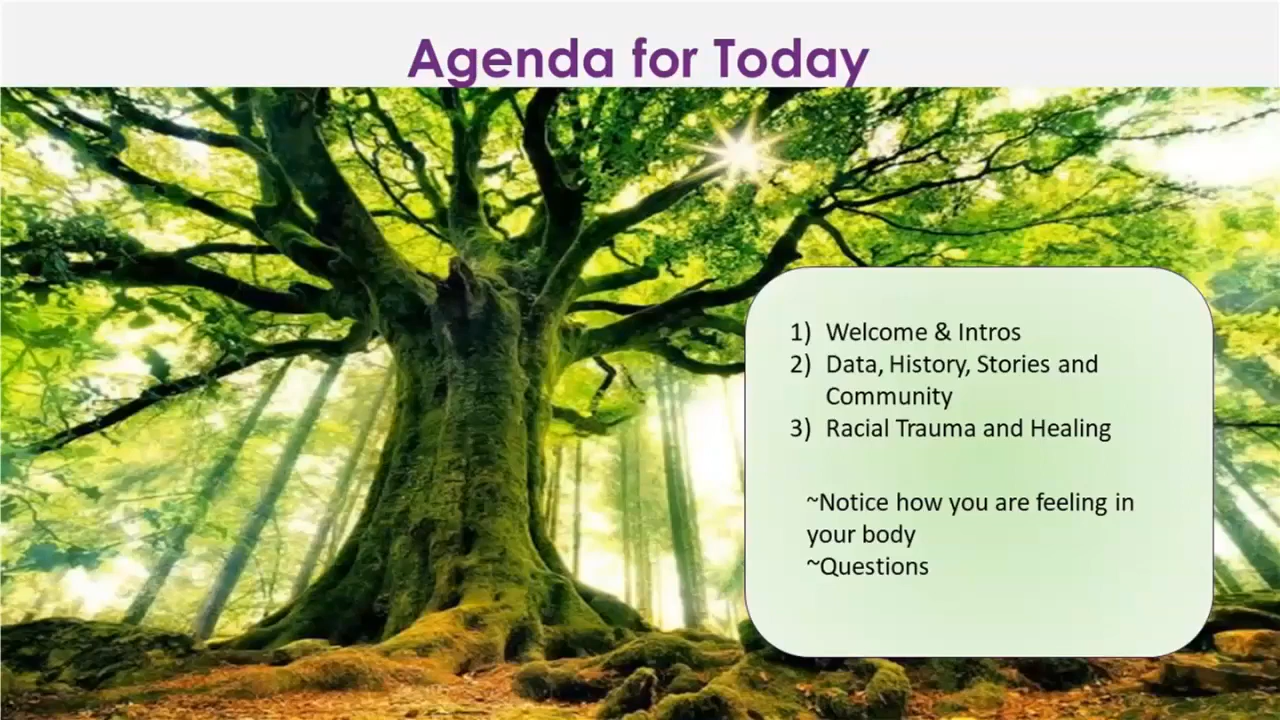 Agenda for Today
1) Welcome & Intros
2) Data, History, Stories and
Community
3) Racial Trauma and Healing
~Notice how you are feeling in
your body
~Questions